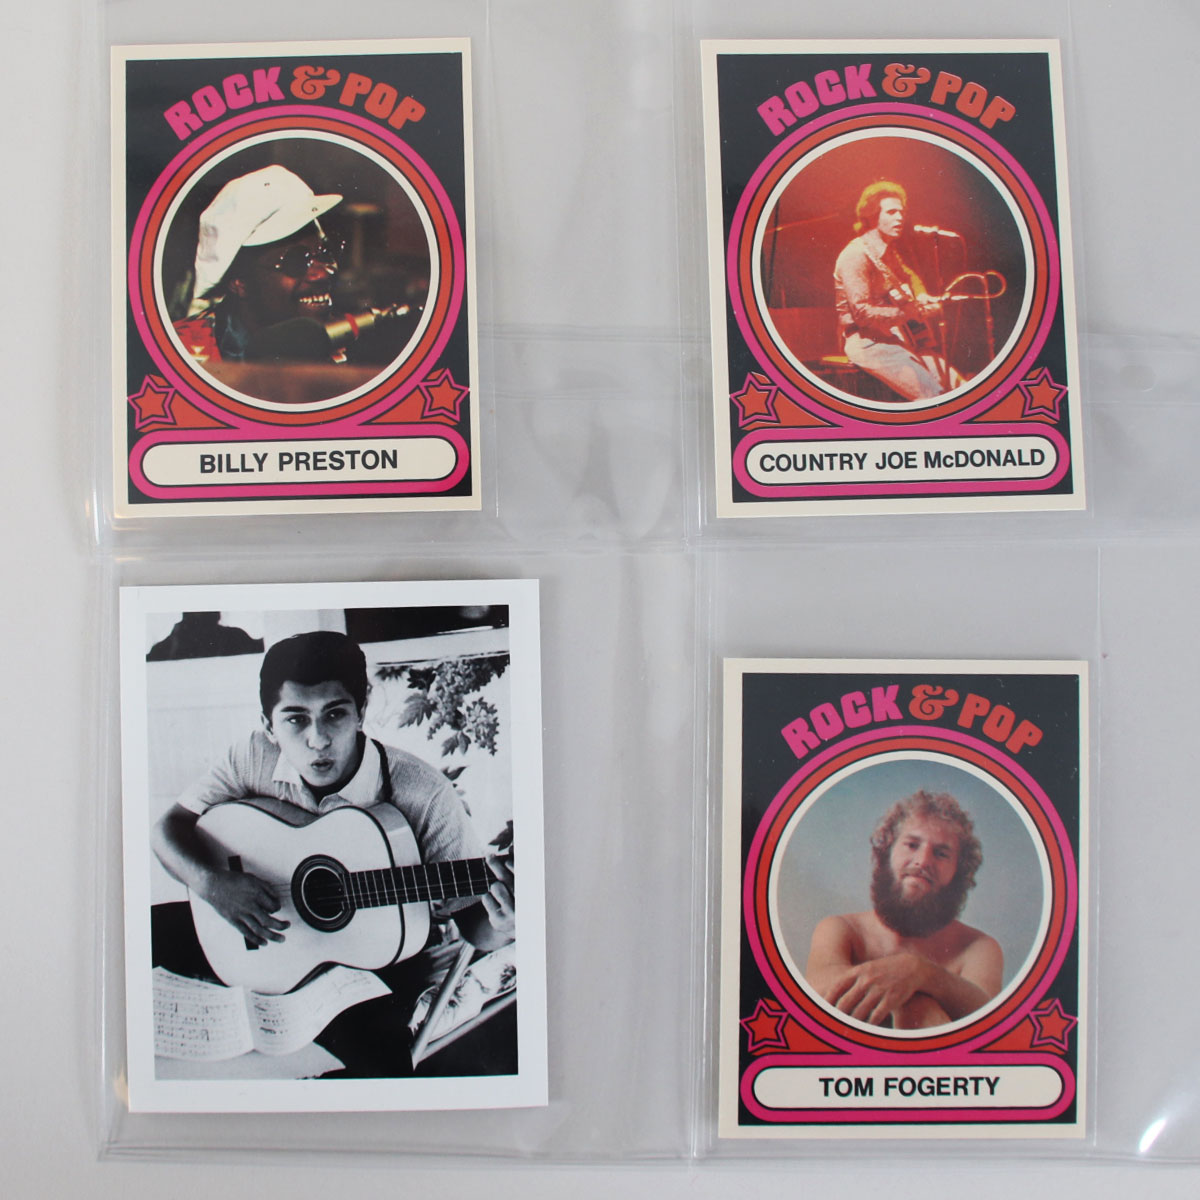 ROCK & POP
BILLY PRESTON
ROCK & POP
COUNTRY JOE McDONALD
ROCK & POP
TOM FOGERTY